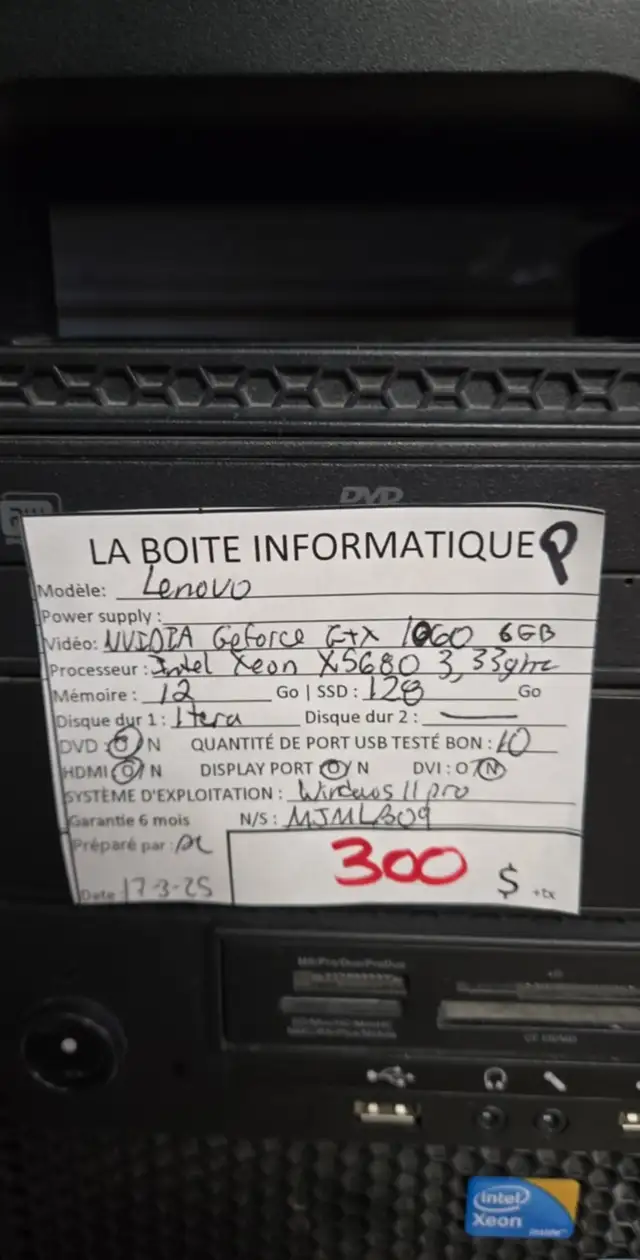 DVD
LA BOITE INFORMATIQUE P
Modèle: Lenovo
Power supply :
Vidéo: NVIDIA Geforce GTX 1060 6GB
Processeur : Intel Xeon X5680 3,33ghz
Mémoire : 12 Go | SSD : 128 Go
Disque dur 1 : 1 tera Disque dur 2 : —
DVD : O / N QUANTITÉ DE PORT USB TESTÉ BON : 10
HDMI O / N DISPLAY PORT O / N DVI : O / N
SYSTÈME D'EXPLOITATION : Windows 11 pro
Garantie 6 mois N/S : MJMLB09
Préparé par :
300 $ +tx
Date 17-3-25
intel
Xeon
inside